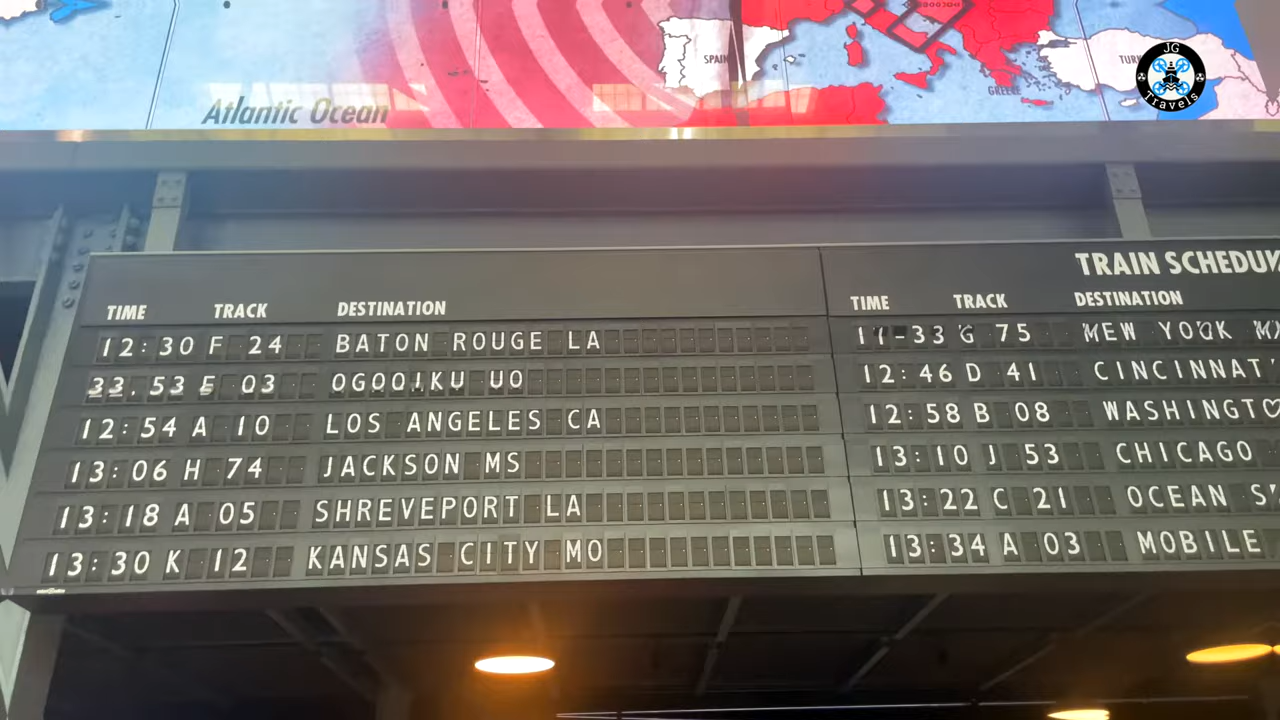 SPAIN
GREECE
JG
Travels
Atlantic Ocean
TRAIN
TIME TRACK DESTINATION
12:30 F 24 BATON ROUGE LA
12:54 A 10 LOS ANGELES CA
13:06 H 74 JACKSON MS
13:18 A 05 SHREVEPORT LA
13:30 K 12 KANSAS CITY MO
TIME TRACK DESTINATION
75
12:46 D 41 CINCINNAT
12:58 B 08 WASHINGTO
13:10 J 53 CHICAGO
13:22 C 21 OCEAN
13:34 A 03 MOBILE